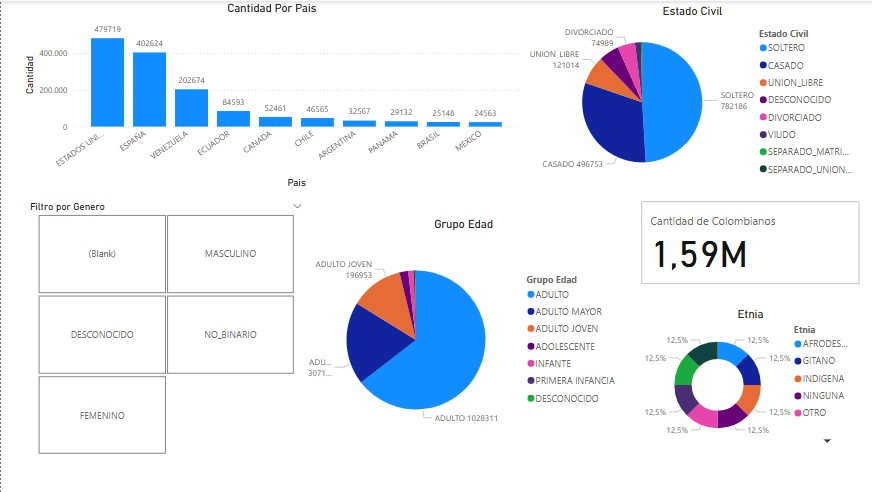 Cantidad Por Pais
Cantidad
400.000
200.000
0
479719
402624
202674
84593
52461
46565
32567
29132
25148
24563
ESTADOS UNI...
ESPAÑA
VENEZUELA
ECUADOR
CANADA
CHILE
ARGENTINA
PANAMA
BRASIL
MEXICO
Pais
Estado Civil
DIVORCIADO
74989
UNION_LIBRE
121014
SOLTERO
782186
CASADO 496753
Estado Civil
SOLTERO
CASADO
UNION_LIBRE
DESCONOCIDO
DIVORCIADO
VIUDO
SEPARADO_MATRI...
SEPARADO_UNION...
Filtro por Genero
(Blank)
MASCULINO
DESCONOCIDO
NO_BINARIO
FEMENINO
Grupo Edad
ADULTO JOVEN
196953
ADU...
3071...
ADULTO 1028311
Grupo Edad
ADULTO
ADULTO MAYOR
ADULTO JOVEN
ADOLESCENTE
INFANTE
PRIMERA INFANCIA
DESCONOCIDO
Cantidad de Colombianos
1,59M
Etnia
12,5%
12,5%
12,5%
12,5%
12,5%
12,5%
12,5%
12,5%
Etnia
AFRODES...
GITANO
INDIGENA
NINGUNA
OTRO